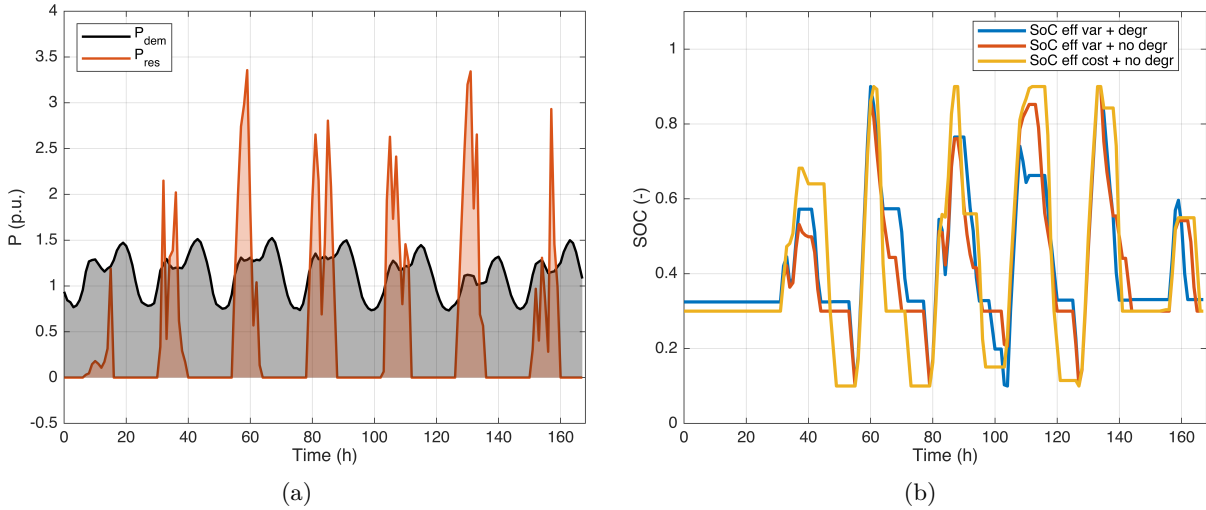 4
3.5
3
2.5
2
1.5
1
0.5
0
-0.5
P (p.u.)
P_dem
P_res
0 20 40 60 80 100 120 140 160
Time (h)
(a)
1
0.8
0.6
0.4
0.2
0
SOC (-)
SoC eff var + degr
SoC eff var + no degr
SoC eff cost + no degr
0 20 40 60 80 100 120 140 160
Time (h)
(b)